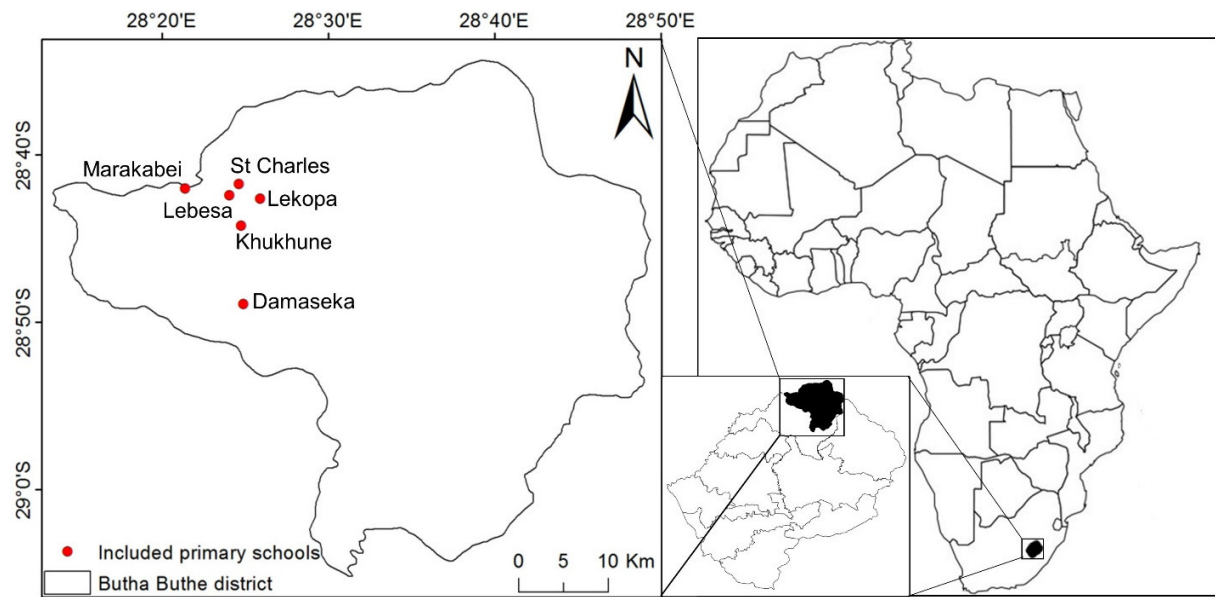 28°20'E
28°30'E
28°40'E
28°50'E
N
28°40'S
28°50'S
29°0'S
Marakabei
St Charles
Lebesa
Lekopa
Khukhune
Damaseka
Included primary schools
Butha Buthe district
0 5 10 Km